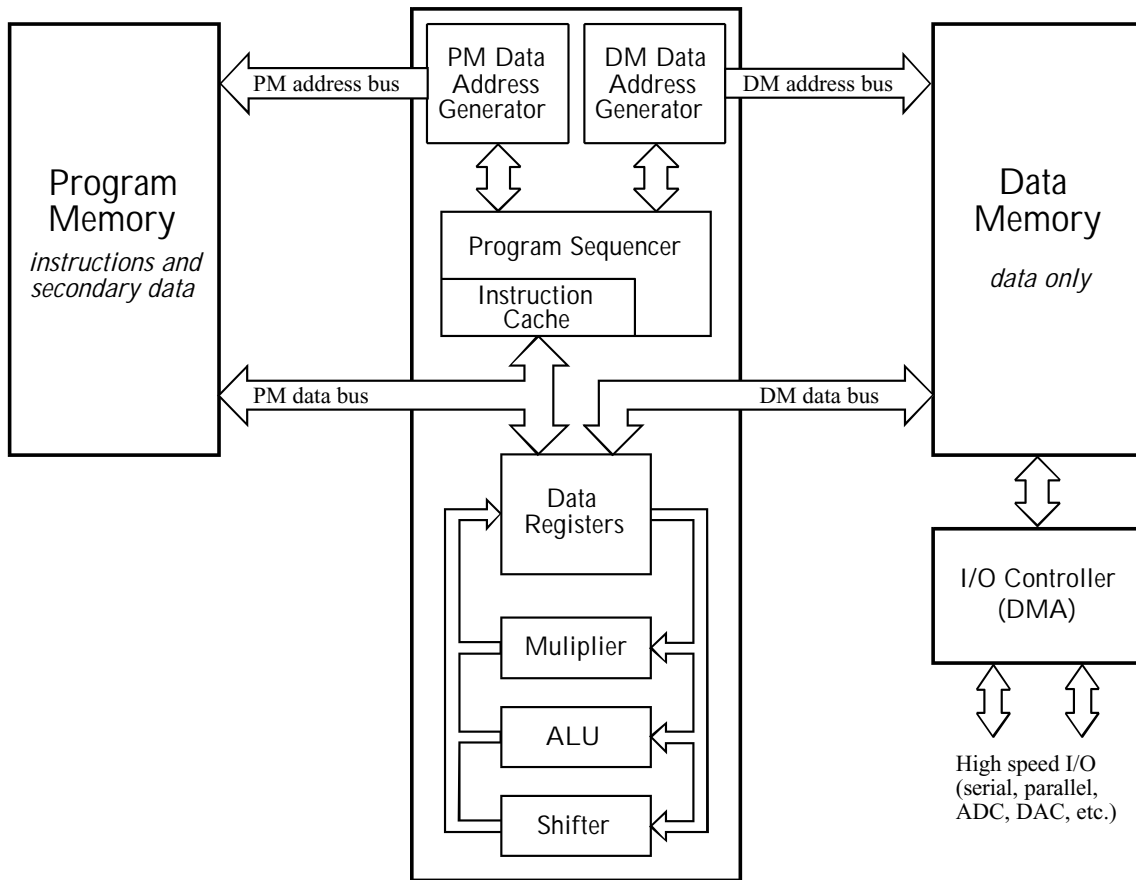 PM Data
Address
Generator
DM Data
Address
Generator
PM address bus
DM address bus
Program
Memory
instructions and
secondary data
Program Sequencer
Instruction
Cache
Data
Memory
data only
PM data bus
DM data bus
Data
Registers
Muliplier
ALU
Shifter
I/O Controller
(DMA)
High speed I/O
(serial, parallel,
ADC, DAC, etc.)